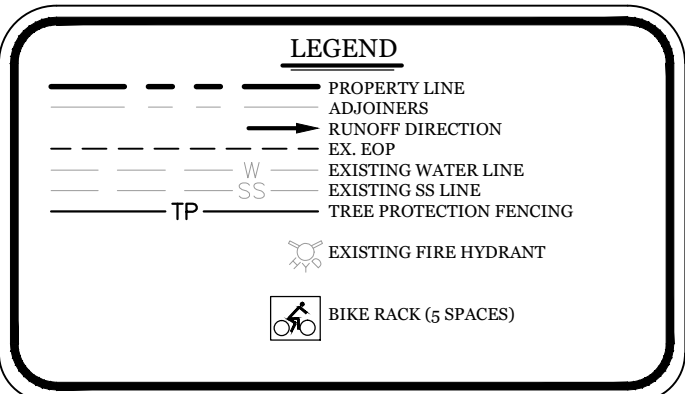 LEGEND
PROPERTY LINE
ADJOINERS
RUNOFF DIRECTION
EX. EOP
W EXISTING WATER LINE
SS EXISTING SS LINE
TP TREE PROTECTION FENCING
HYD EXISTING FIRE HYDRANT
BIKE RACK (5 SPACES)